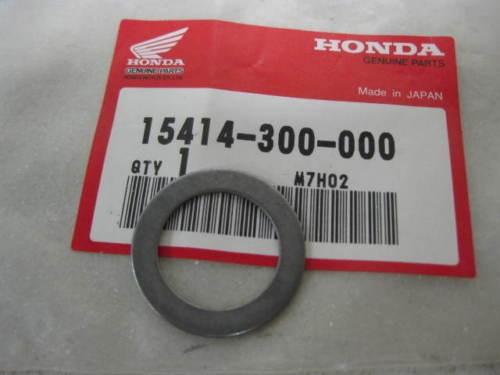 HONDA
GENUINE PARTS
HONDA
GENUINE PARTS
Made in JAPAN
15414-300-000
QTY 1
M7H02